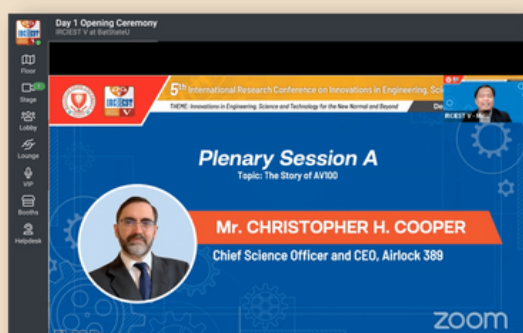 Day 1 Opening Ceremony
IRCIEST V at BatStateU
Floor
Stage
Lobby
Lounge
VIP
Booths
Helpdesk
5th International Research Conference on Innovations in Engineering,
THEME: Innovations in Engineering, Science and Technology for the New Normal and Beyond
IRCIEST V -
Plenary Session A
Topic: The Story of AV100
Mr. CHRISTOPHER H. COOPER
Chief Science Officer and CEO, Airlock 389
zoom